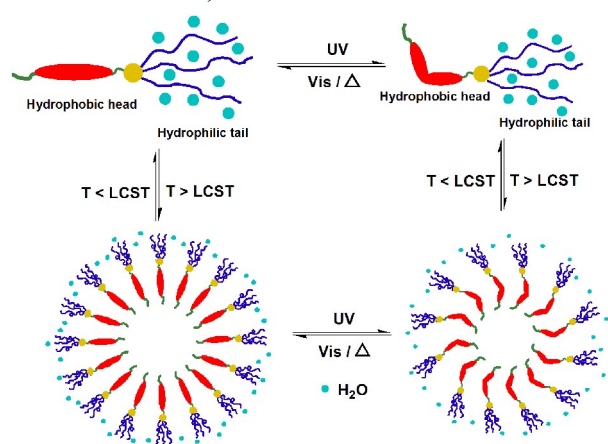 UV
Vis / △
Hydrophobic head
Hydrophilic tail
Hydrophobic head
Hydrophilic tail
T < LCST
T > LCST
T < LCST
T > LCST
UV
Vis / △
H₂O